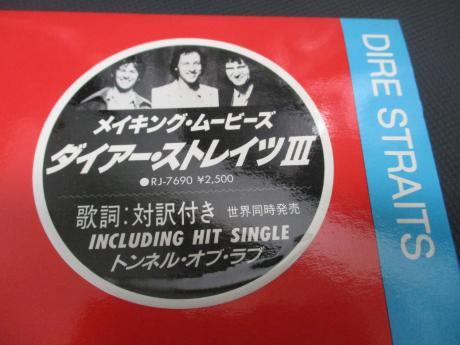 メイキング・ムービーズ
ダイアー・ストレイツIII
●RJ-7690 ¥2,500
歌詞：対訳付き 世界同時発売
INCLUDING HIT SINGLE
トンネル・オブ・ラブ
DIRE STRAITS